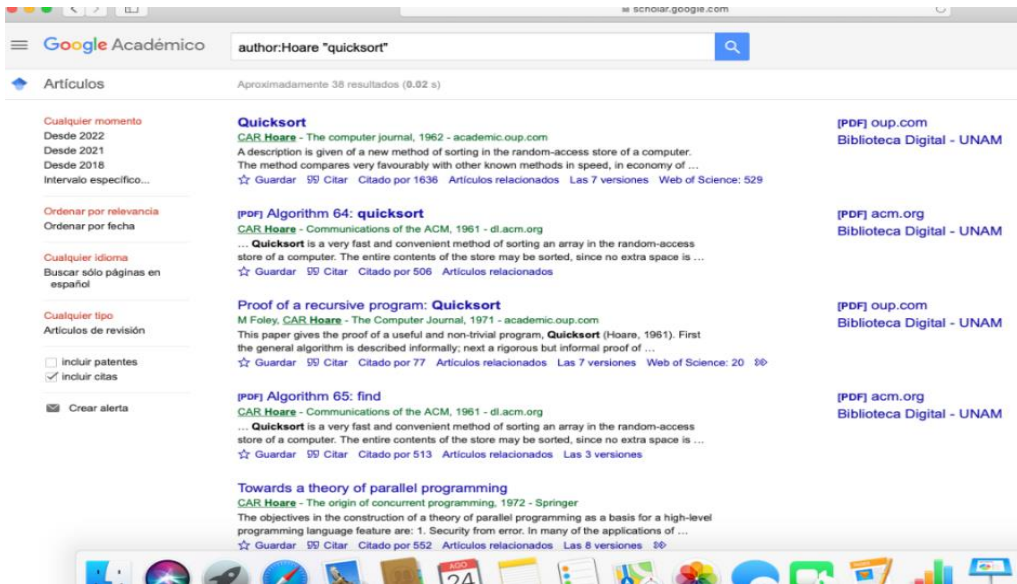 scholar.google.com
Google Académico
author:Hoare "quicksort"
Artículos
Aproximadamente 38 resultados (0.02 s)
Cualquier momento
Desde 2022
Desde 2021
Desde 2018
Intervalo específico...
Ordenar por relevancia
Ordenar por fecha
Cualquier idioma
Buscar sólo páginas en
español
Cualquier tipo
Artículos de revisión
incluir patentes
incluir citas
Crear alerta
Quicksort
CAR Hoare - The computer journal, 1962 - academic.oup.com
A description is given of a new method of sorting in the random-access store of a computer.
The method compares very favourably with other known methods in speed, in economy of ...
Guardar Citar Citado por 1636 Artículos relacionados Las 7 versiones Web of Science: 529
[PDF] oup.com
Biblioteca Digital - UNAM
[PDF] Algorithm 64: quicksort
CAR Hoare - Communications of the ACM, 1961 - dl.acm.org
... Quicksort is a very fast and convenient method of sorting an array in the random-access
store of a computer. The entire contents of the store may be sorted, since no extra space is ...
Guardar Citar Citado por 506 Artículos relacionados
[PDF] acm.org
Biblioteca Digital - UNAM
Proof of a recursive program: Quicksort
M Foley, CAR Hoare - The Computer Journal, 1971 - academic.oup.com
This paper gives the proof of a useful and non-trivial program, Quicksort (Hoare, 1961). First
the general algorithm is described informally; next a rigorous but informal proof of ...
Guardar Citar Citado por 77 Artículos relacionados Las 7 versiones Web of Science: 20
[PDF] oup.com
Biblioteca Digital - UNAM
[PDF] Algorithm 65: find
CAR Hoare - Communications of the ACM, 1961 - dl.acm.org
... Quicksort is a very fast and convenient method of sorting an array in the random-access
store of a computer. The entire contents of the store may be sorted, since no extra space is ...
Guardar Citar Citado por 513 Artículos relacionados Las 3 versiones
[PDF] acm.org
Biblioteca Digital - UNAM
Towards a theory of parallel programming
CAR Hoare - The origin of concurrent programming, 1972 - Springer
The objectives in the construction of a theory of parallel programming as a basis for a high-level
programming language feature are: 1. Security from error. In many of the applications of ...
Guardar Citar Citado por 552 Artículos relacionados Las 8 versiones
AGO
24